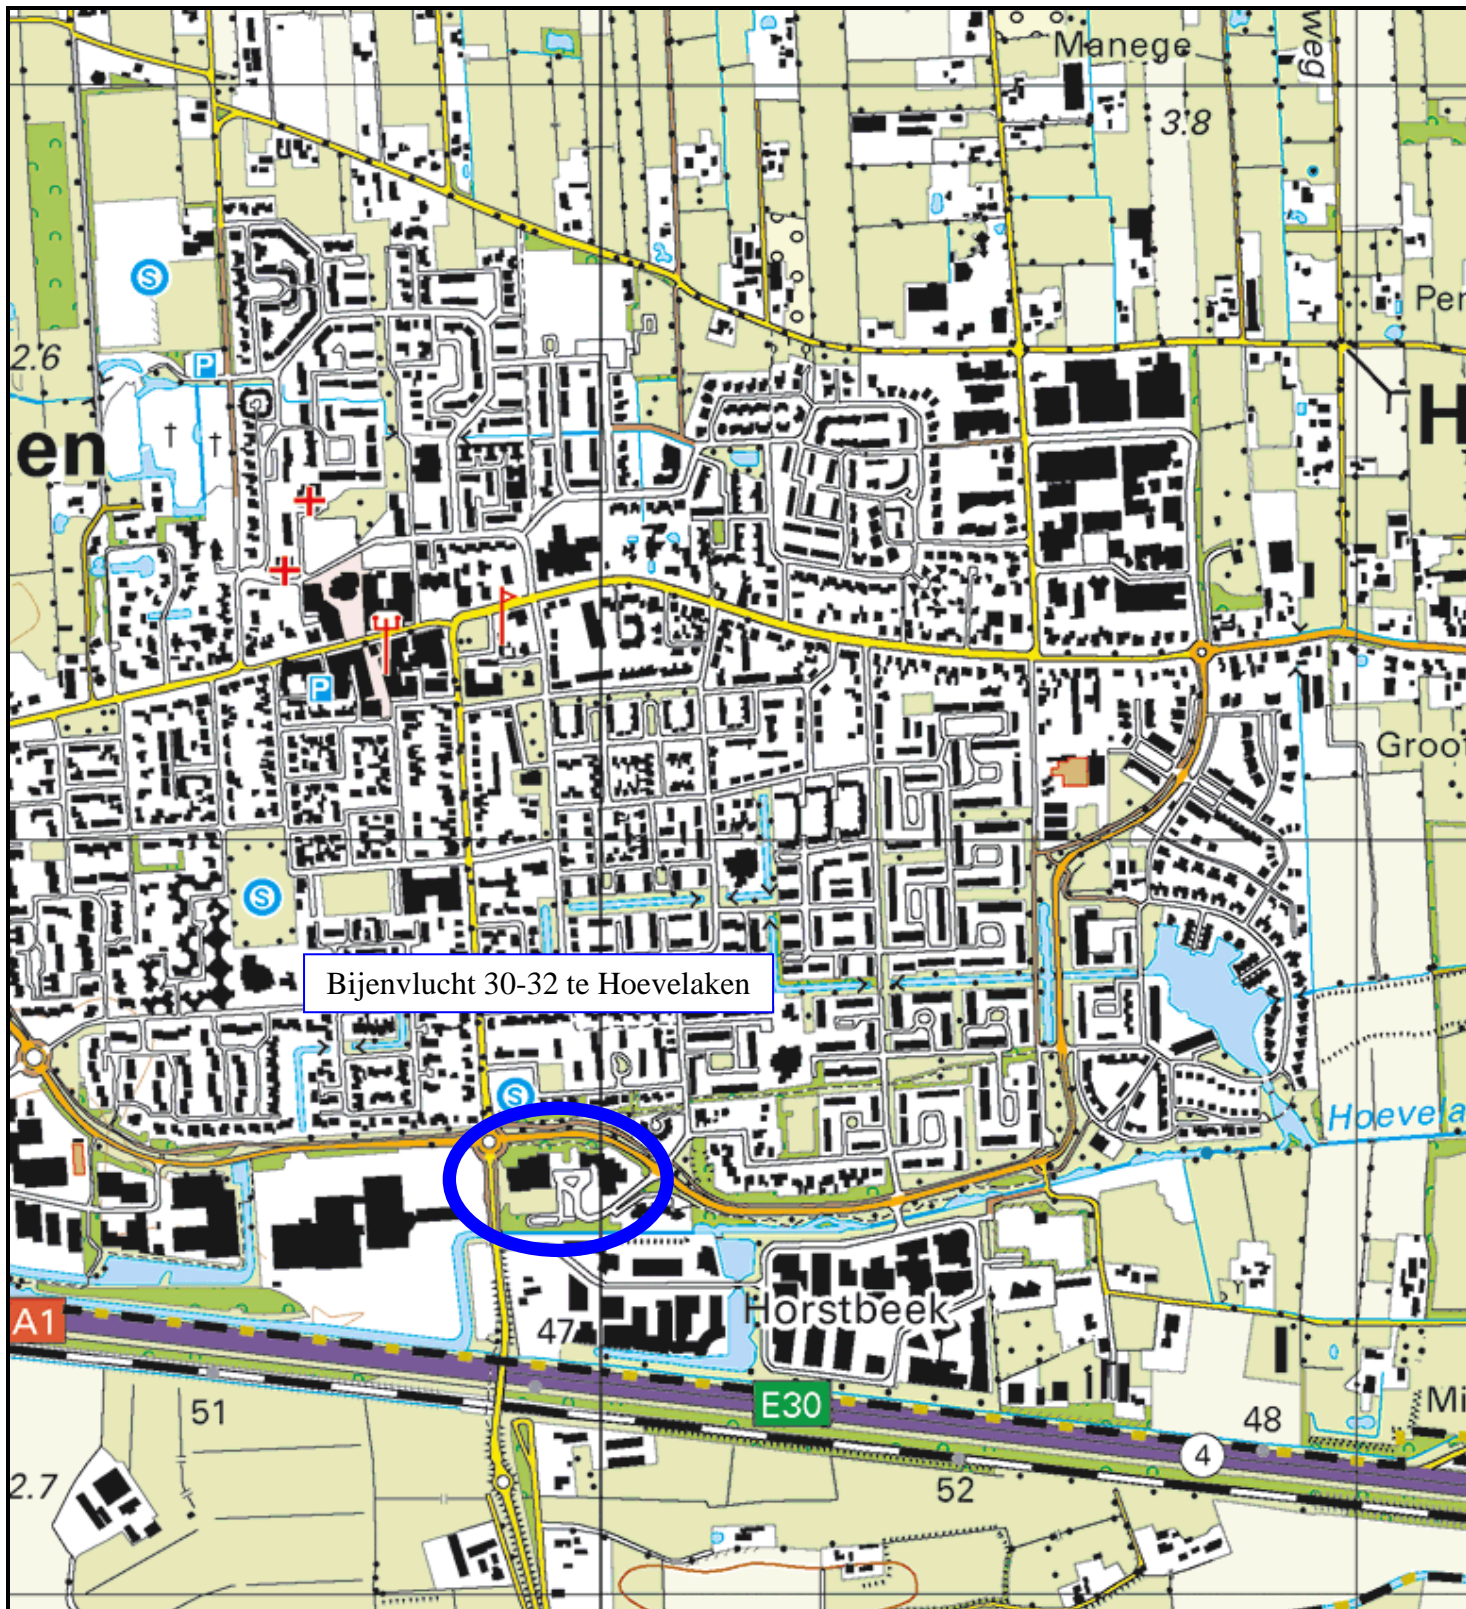 Manege
weg
3.8
S
Per
2.6
P
H
en
P
Groot
S
Bijenvlucht 30-32 te Hoevelaken
S
Hoevela
A1
47
Horstbeek
E30
51
48
Mi
4
2.7
52